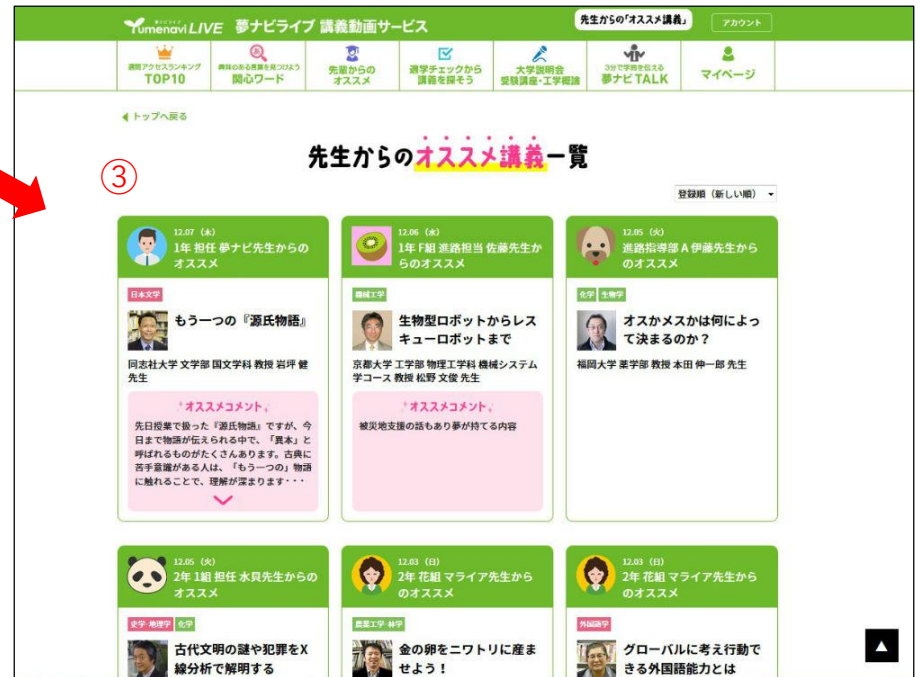 Yumenavi LIVE 夢ナビライブ 講義動画サービス
先生からの「オススメ講義」
アカウント
週間アクセスランキング
TOP10
興味のある言葉を見つけよう
関心ワード
先輩からの
オススメ
適学チェックから
講義を探そう
大学説明会
受験講座・工学概論
3分で学問を伝える
夢ナビTALK
マイページ
トップへ戻る
先生からのオススメ講義一覧
③
登録順（新しい順）
12.07（木）
1年 担任 夢ナビ先生からの
オススメ
日本文学
もう一つの『源氏物語』
同志社大学 文学部 国文学科 教授 岩坪 健
先生
オススメコメント
先日授業で扱った『源氏物語』ですが、今
日まで物語が伝えられる中で、「異本」と
呼ばれるものがたくさんあります。古典に
苦手意識がある人は、「もう一つの」物語
に触れることで、理解が深まります・・・
12.06（水）
1年 F組 進路担当 佐藤先生か
らのオススメ
機械工学
生物型ロボットからレス
キューロボットまで
京都大学 工学部 物理工学科 機械システム
学コース 教授 松野 文俊 先生
オススメコメント
被災地支援の話もあり夢が持てる内容
12.05（火）
進路指導部 A 伊藤先生から
のオススメ
化学 生物学
オスかメスかは何によっ
て決まるのか？
福岡大学 薬学部 教授 本田 伸一郎 先生
12.05（火）
2年 1組 担任 水貝先生からの
オススメ
史学・地理学 化学
古代文明の謎や犯罪をX
線分析で解明する
12.03（日）
2年 花組 マライア先生から
のオススメ
農業工学・林学
金の卵をニワトリに産ま
せよう！
12.03（日）
2年 花組 マライア先生から
のオススメ
外国語学
グローバルに考え行動で
きる外国語能力とは